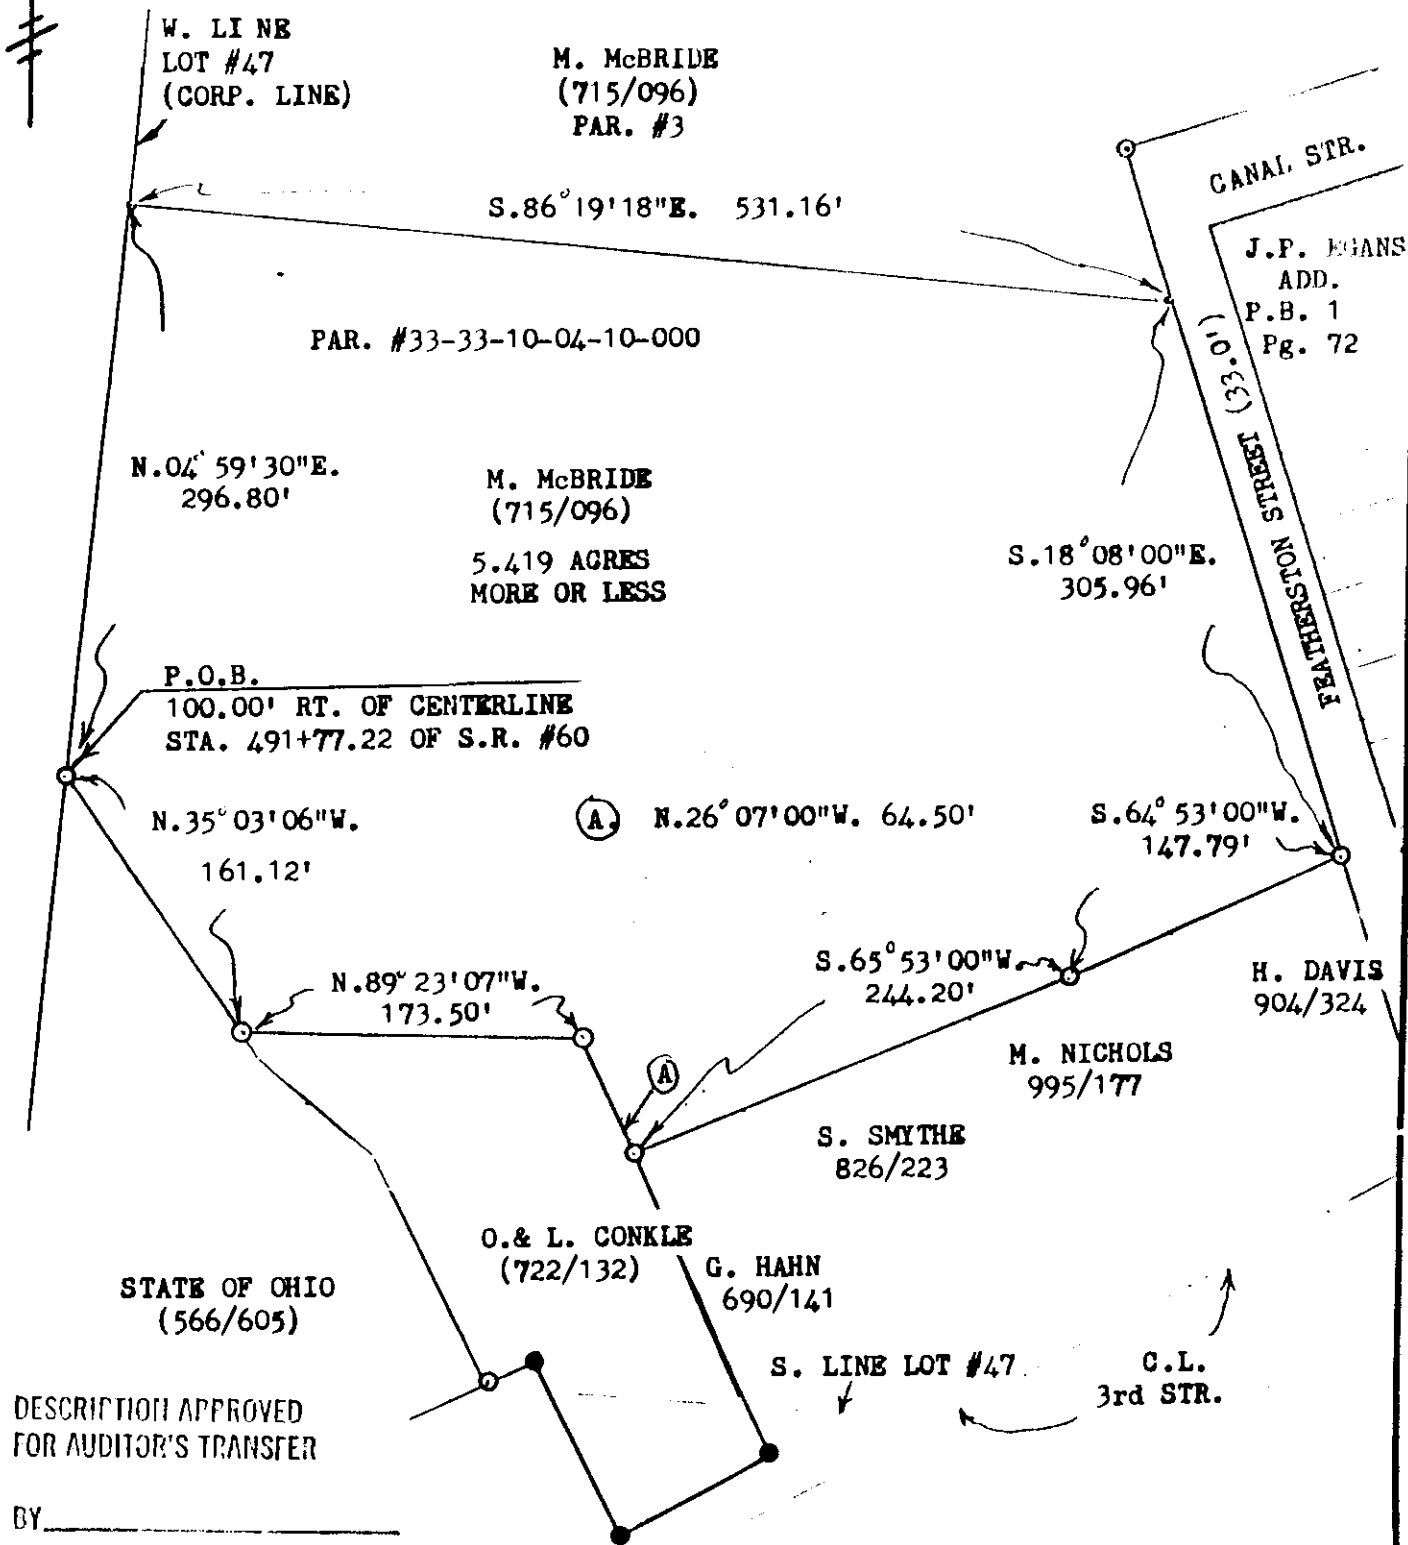 W. LINE
LOT #47
(CORP. LINE)
M. McBRIDE
(715/096)
PAR. #3
CANAL STR.
S.86°19'18"E. 531.16'
J.P.
ADD.
P.B. 1
Pg. 72
PAR. #33-33-10-04-10-000
FEATHERSTON STREET (33.0')
N.04°59'30"E.
296.80'
M. McBRIDE
(715/096)
5.419 ACRES
MORE OR LESS
S.18°08'00"E.
305.96'
P.O.B.
100.00' RT. OF CENTERLINE
STA. 491+77.22 OF S.R. #60
N.35°03'06"W.
161.12'
A. N.26°07'00"W. 64.50'
S.64°53'00"W.
147.79'
N.89°23'07"W.
173.50'
S.65°53'00"W.
244.20'
H. DAVIS
904/324
A
M. NICHOLS
995/177
S. SMYTHE
826/223
O.& L. CONKLE
(722/132)
G. HAHN
690/141
STATE OF OHIO
(566/605)
S. LINE LOT #47
C.L.
3rd STR.
DESCRIPTION APPROVED
FOR AUDITOR'S TRANSFER
BY